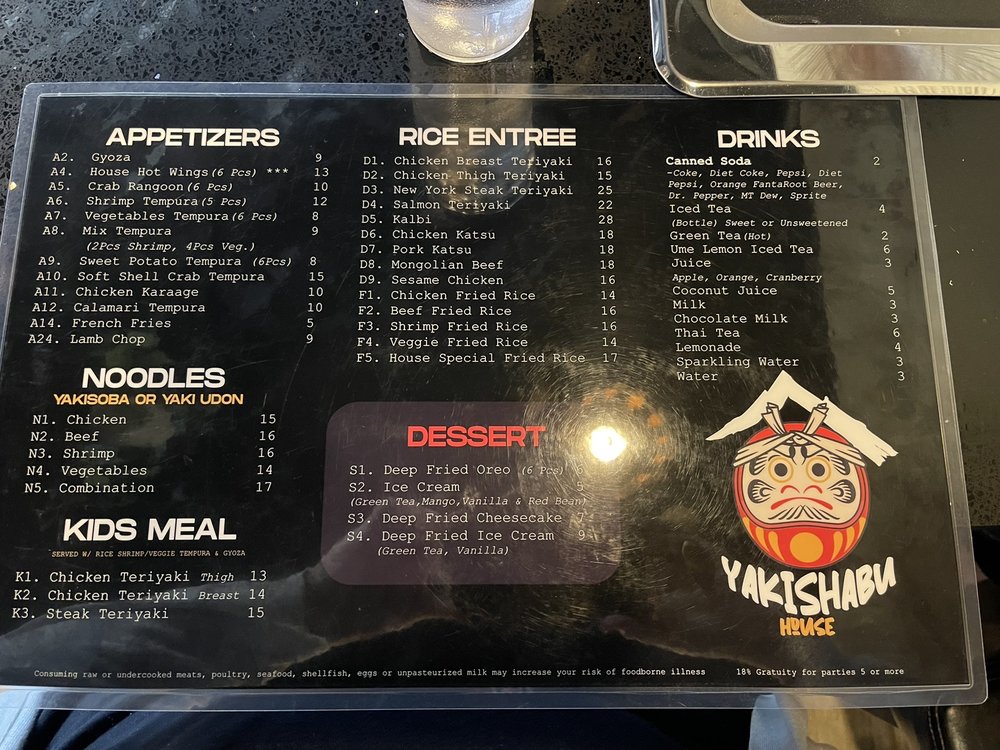 APPETIZERS
A2. Gyoza 9
A4. House Hot Wings (6 Pcs) *** 13
A5. Crab Rangoon (6 Pcs) 10
A6. Shrimp Tempura (5 Pcs) 12
A7. Vegetables Tempura (6 Pcs) 8
A8. Mix Tempura 9
(2Pcs Shrimp, 4Pcs Veg.)
A9. Sweet Potato Tempura (6Pcs) 8
A10. Soft Shell Crab Tempura 15
A11. Chicken Karaage 10
A12. Calamari Tempura 10
A14. French Fries 5
A24. Lamb Chop 9
NOODLES
YAKISOBA OR YAKI UDON
N1. Chicken 15
N2. Beef 16
N3. Shrimp 16
N4. Vegetables 14
N5. Combination 17
KIDS MEAL
SERVED W/ RICE SHRIMP/VEGGIE TEMPURA & GYOZA
K1. Chicken Teriyaki Thigh 13
K2. Chicken Teriyaki Breast 14
K3. Steak Teriyaki 15
RICE ENTREE
D1. Chicken Breast Teriyaki 16
D2. Chicken Thigh Teriyaki 15
D3. New York Steak Teriyaki 25
D4. Salmon Teriyaki 22
D5. Kalbi 28
D6. Chicken Katsu 18
D7. Pork Katsu 18
D8. Mongolian Beef 18
D9. Sesame Chicken 16
F1. Chicken Fried Rice 14
F2. Beef Fried Rice 16
F3. Shrimp Fried Rice 16
F4. Veggie Fried Rice 14
F5. House Special Fried Rice 17
DESSERT
S1. Deep Fried Oreo (6 Pcs) 6
S2. Ice Cream 5
(Green Tea,Mango,Vanilla & Red Bean)
S3. Deep Fried Cheesecake 7
S4. Deep Fried Ice Cream 9
(Green Tea, Vanilla)
DRINKS
Canned Soda 2
-Coke, Diet Coke, Pepsi, Diet
Pepsi, Orange FantaRoot Beer,
Dr. Pepper, MT Dew, Sprite
Iced Tea 4
(Bottle) Sweet or Unsweetened
Green Tea (Hot) 2
Ume Lemon Iced Tea 6
Juice 3
Apple, Orange, Cranberry
Coconut Juice 5
Milk 3
Chocolate Milk 3
Thai Tea 6
Lemonade 4
Sparkling Water 3
Water 3
YAKISHABU
HOUSE
Consuming raw or undercooked meats, poultry, seafood, shellfish, eggs or unpasteurized milk may increase your risk of foodborne illness 18% Gratuity for parties 5 or more